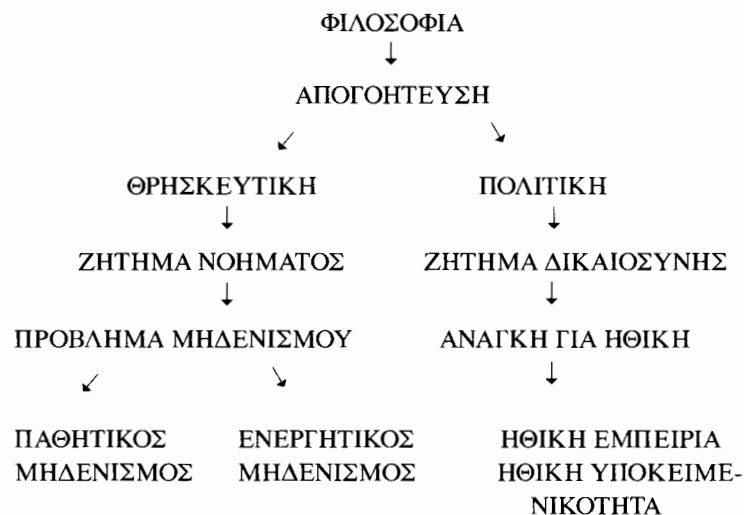 ΦΙΛΟΣΟΦΙΑ
↓
ΑΠΟΓΟΗΤΕΥΣΗ
↙ ↘
ΘΡΗΣΚΕΥΤΙΚΗ ΠΟΛΙΤΙΚΗ
↓ ↓
ΖΗΤΗΜΑ ΝΟΗΜΑΤΟΣ ΖΗΤΗΜΑ ΔΙΚΑΙΟΣΥΝΗΣ
↓ ↓
ΠΡΟΒΛΗΜΑ ΜΗΔΕΝΙΣΜΟΥ ΑΝΑΓΚΗ ΓΙΑ ΗΘΙΚΗ
↙ ↘ ↓
ΠΑΘΗΤΙΚΟΣ ΕΝΕΡΓΗΤΙΚΟΣ ΗΘΙΚΗ ΕΜΠΕΙΡΙΑ
ΜΗΔΕΝΙΣΜΟΣ ΜΗΔΕΝΙΣΜΟΣ ΗΘΙΚΗ ΥΠΟΚΕΙΜΕ-
ΝΙΚΟΤΗΤΑ